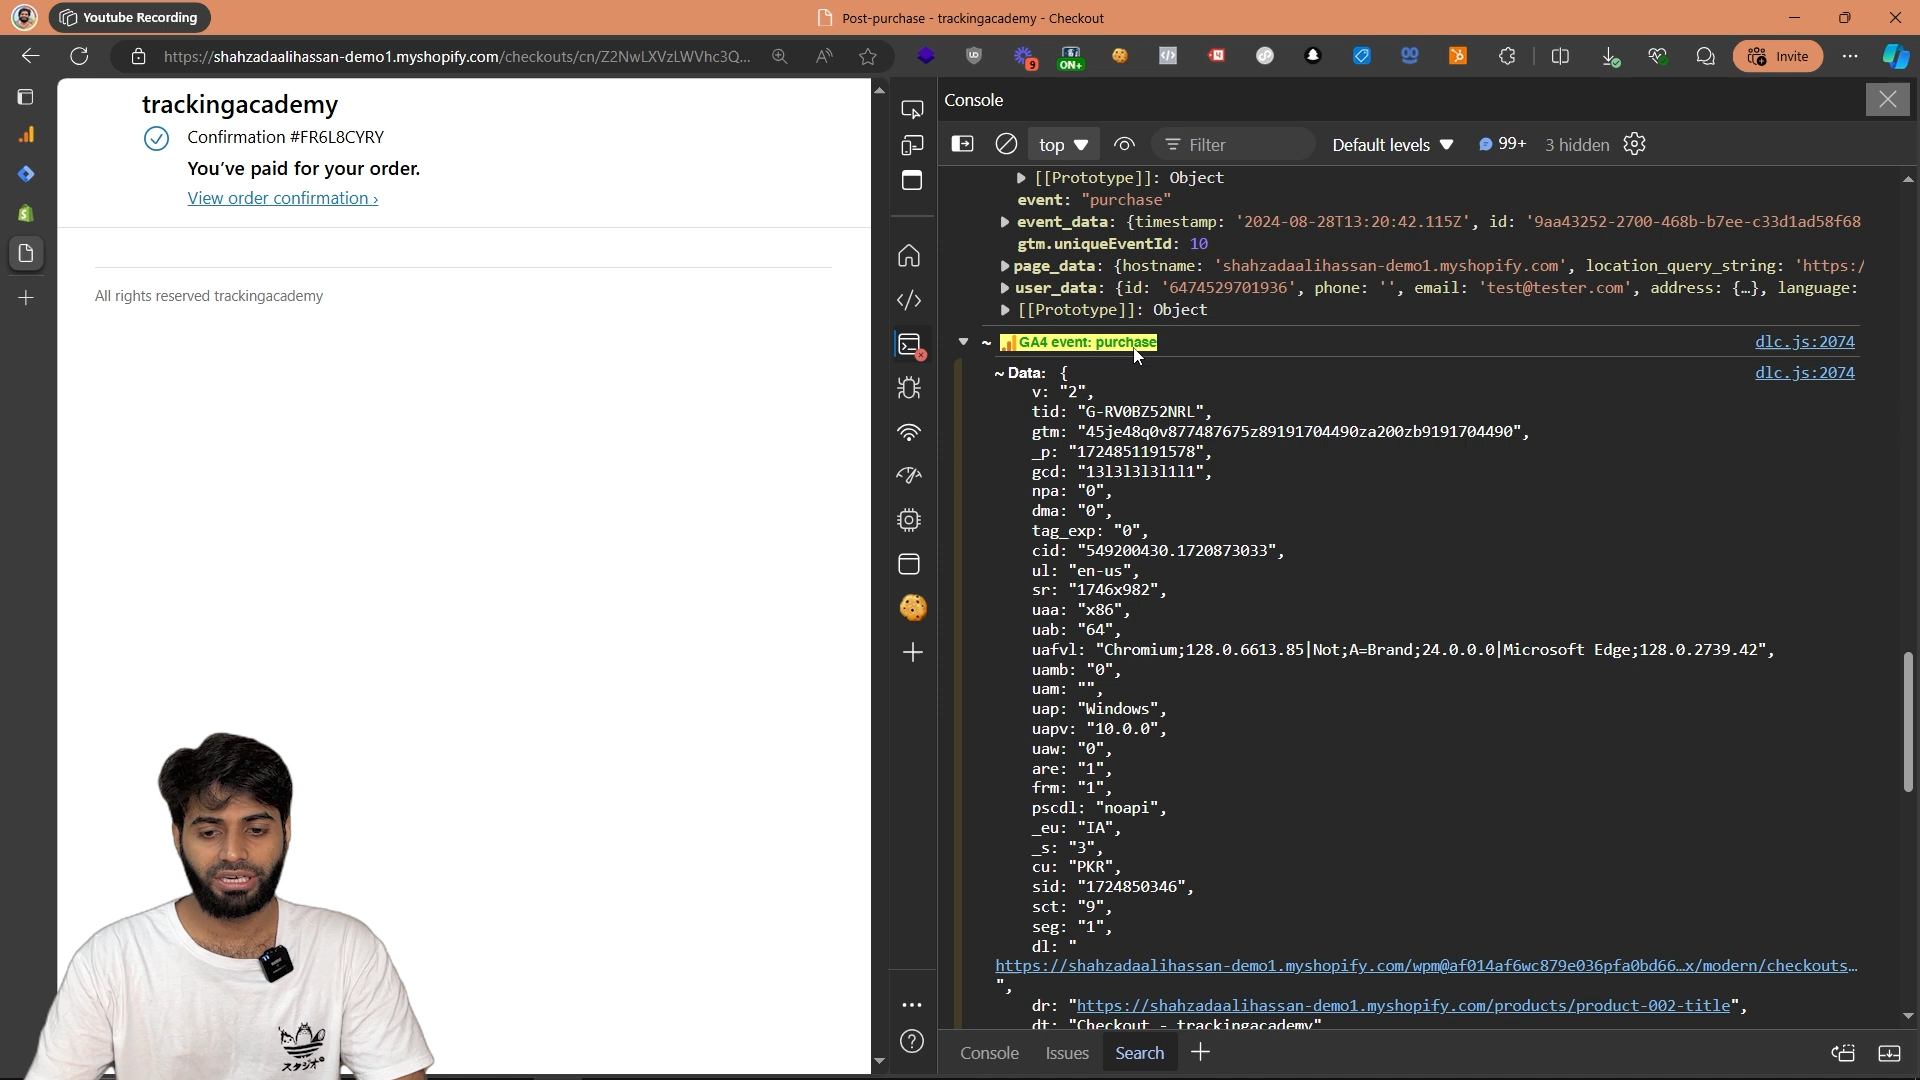 Youtube Recording
Post-purchase - trackingacademy - Checkout
https://shahzadaalihassan-demo1.myshopify.com/checkouts/cn/Z2NwLXVzLWVhc3Q...
9
ON+
Invite
trackingacademy
Confirmation #FR6L8CYRY
You've paid for your order.
View order confirmation ›
All rights reserved trackingacademy
Console
top
Filter
Default levels
99+
3 hidden
[[Prototype]]: Object
event: "purchase"
event_data: {timestamp: '2024-08-28T13:20:42.115Z', id: '9aa43252-2700-468b-b7ee-c33d1ad58f68
gtm.uniqueEventId: 10
page_data: {hostname: 'shahzadaalihassan-demo1.myshopify.com', location_query_string: 'https:/
user_data: {id: '6474529701936', phone: '', email: 'test@tester.com', address: {…}, language:
[[Prototype]]: Object
~ GA4 event: purchase dlc.js:2074
~ Data: { dlc.js:2074
v: "2",
tid: "G-RV0BZ52NRL",
gtm: "45je48q0v877487675z89191704490za200zb9191704490",
_p: "1724851191578",
gcd: "13l3l3l3l1l1",
npa: "0",
dma: "0",
tag_exp: "0",
cid: "549200430.1720873033",
ul: "en-us",
sr: "1746x982",
uaa: "x86",
uab: "64",
uafvl: "Chromium;128.0.6613.85|Not;A=Brand;24.0.0.0|Microsoft Edge;128.0.2739.42",
uamb: "0",
uam: "",
uap: "Windows",
uapv: "10.0.0",
uaw: "0",
are: "1",
frm: "1",
pscdl: "noapi",
_eu: "IA",
_s: "3",
cu: "PKR",
sid: "1724850346",
sct: "9",
seg: "1",
dl: "
https://shahzadaalihassan-demo1.myshopify.com/wpm@af014af6wc879e036pfa0bd66…x/modern/checkouts…
",
dr: "https://shahzadaalihassan-demo1.myshopify.com/products/product-002-title",
dt: "Checkout - trackingacademy"
Console
Issues
Search
スタジオ